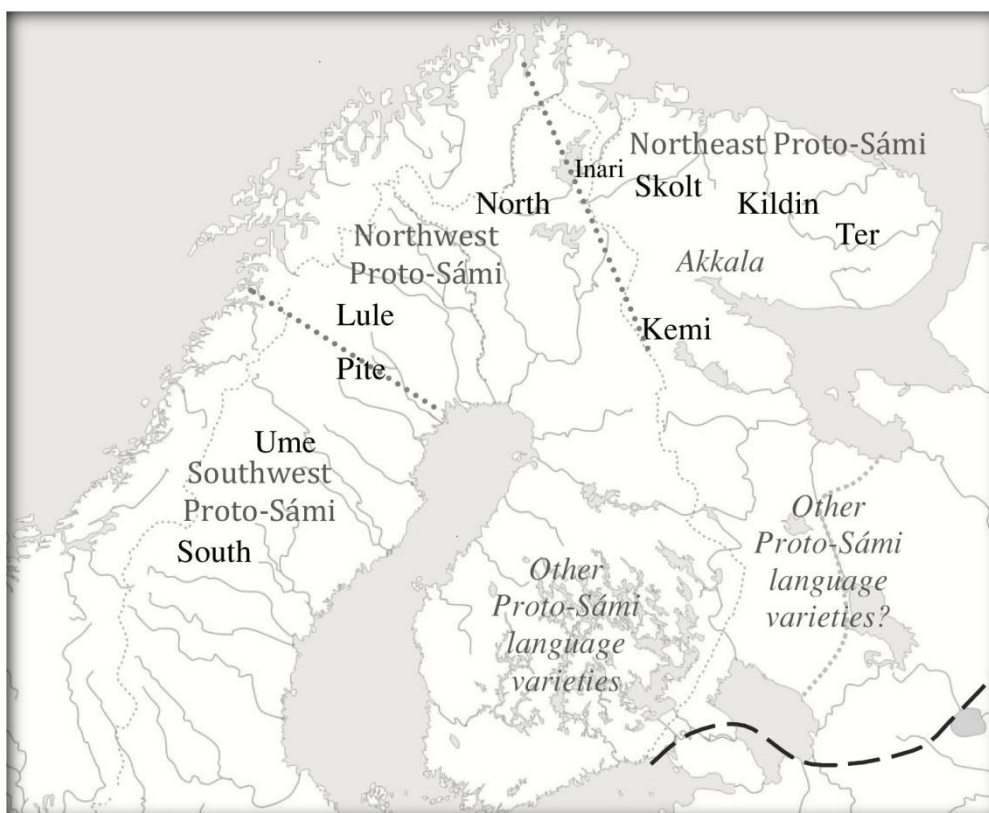 Northeast Proto-Sámi
Inari
Skolt
North
Kildin
Ter
Northwest
Proto-Sámi
Akkala
Lule
Kemi
Pite
Ume
Southwest
Proto-Sámi
South
Other
Proto-Sámi
language
varieties?
Other
Proto-Sámi
language
varieties